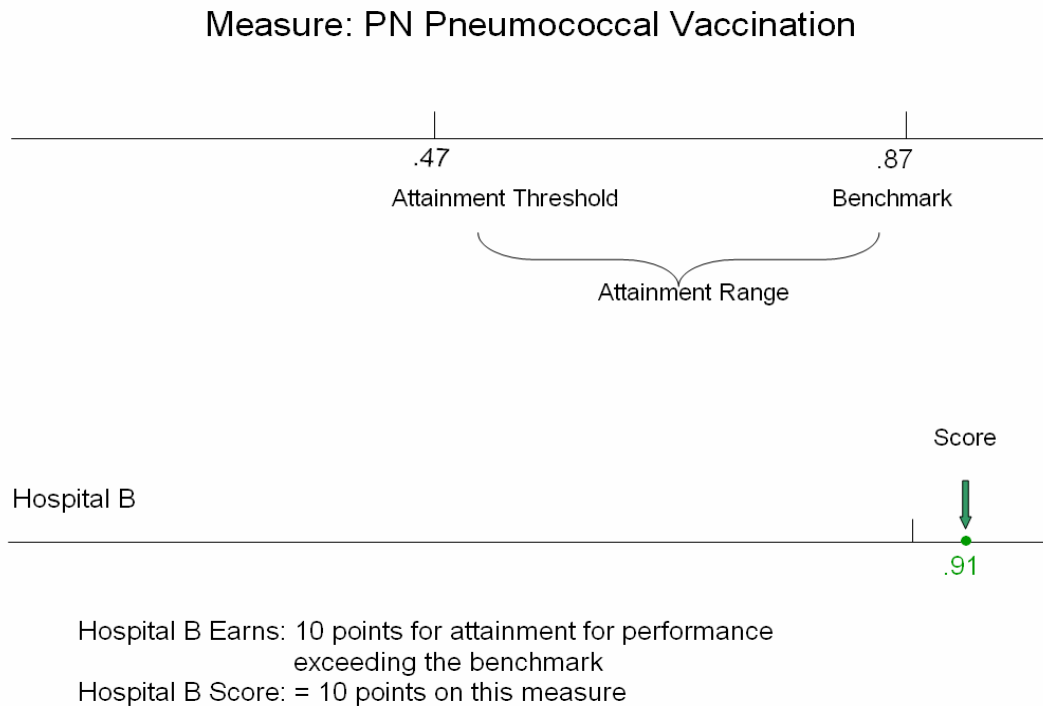 Measure: PN Pneumococcal Vaccination
.47
.87
Attainment Threshold
Benchmark
Attainment Range
Score
Hospital B
.91
Hospital B Earns: 10 points for attainment for performance
exceeding the benchmark
Hospital B Score: = 10 points on this measure